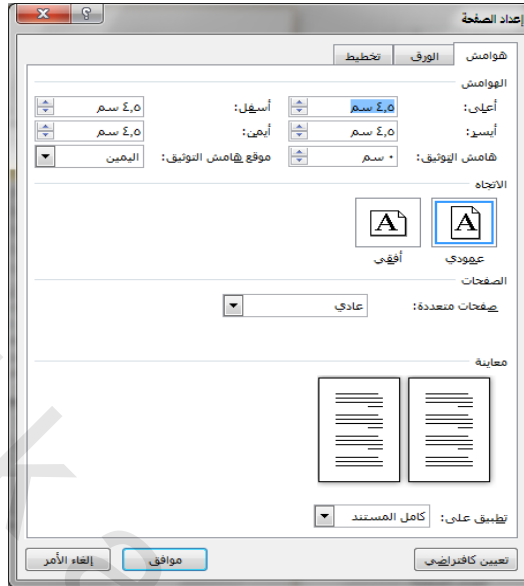 إعداد الصفحة
هوامش الورق تخطيط
الهوامش
أعلى: ٤,٥ سم أسفل: ٤,٥ سم
أيسر: ٤,٥ سم أيمن: ٤,٥ سم
هامش التوثيق: ٠ سم موقع هامش التوثيق: اليمين
الاتجاه
عمودي أفقي
الصفحات
صفحات متعددة: عادي
معاينة
تطبيق على: كامل المستند
تعيين كافتراضي موافق إلغاء الأمر